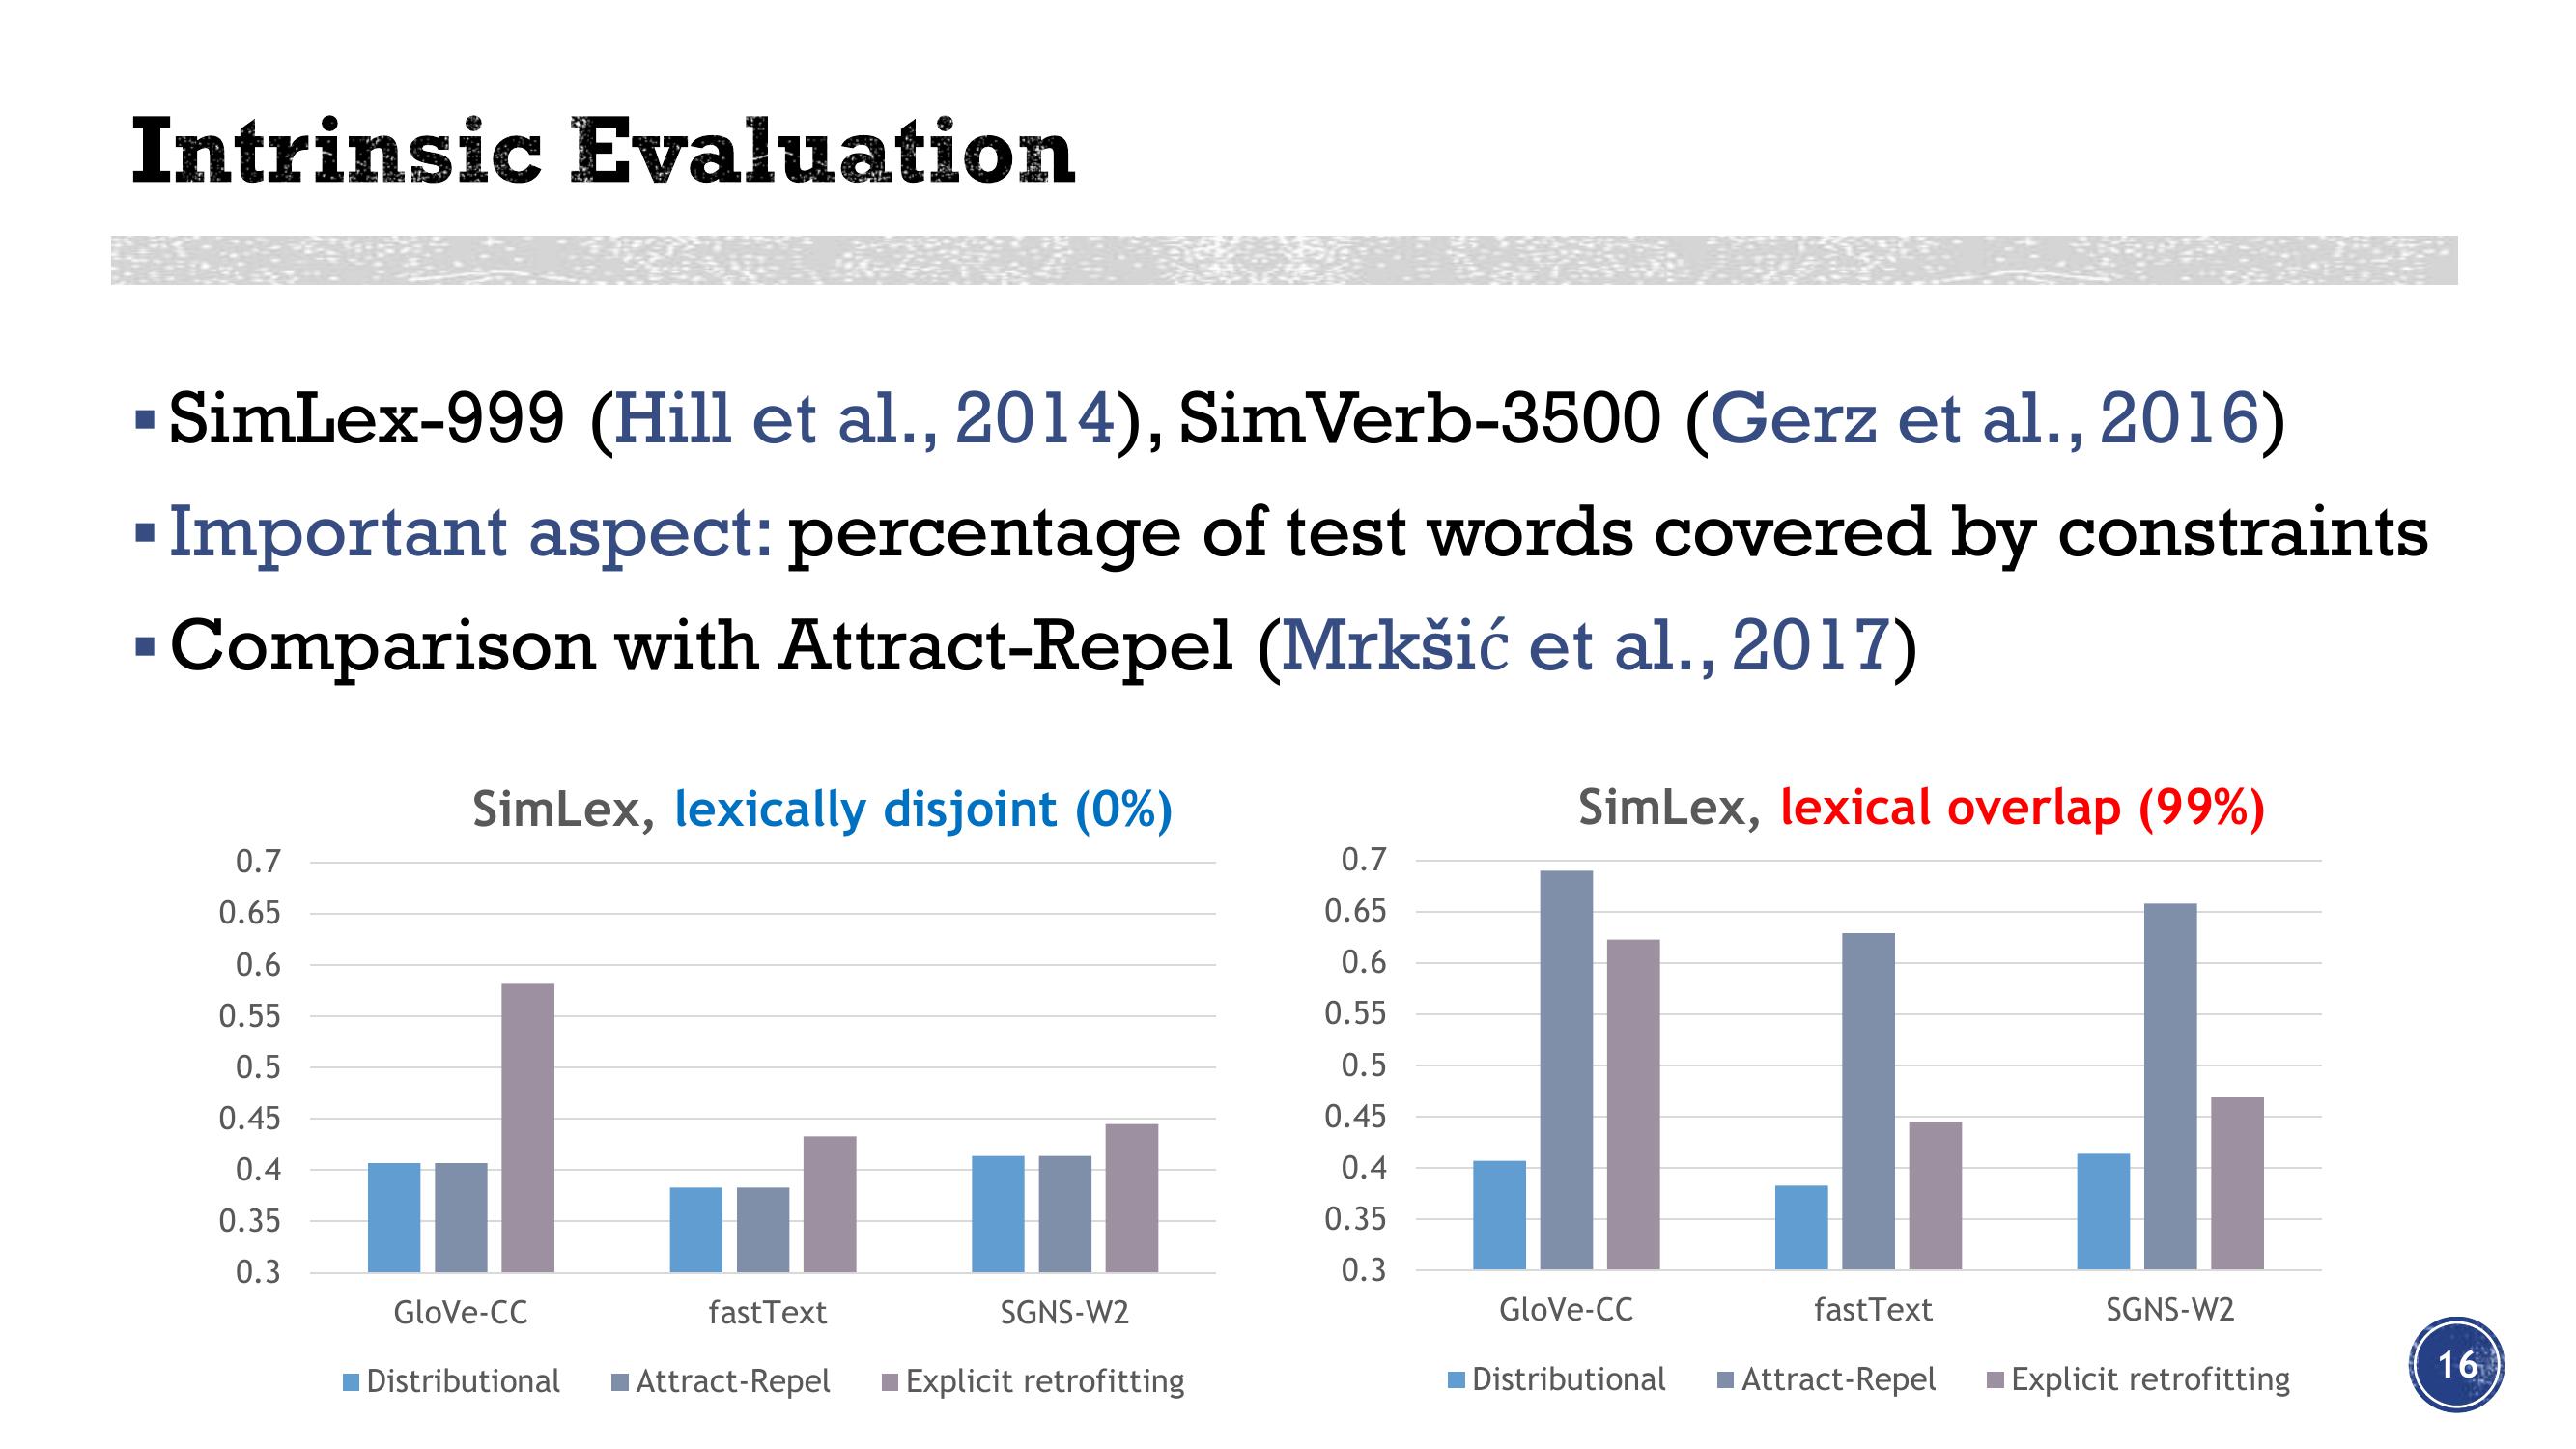 Intrinsic Evaluation
▪ SimLex-999 (Hill et al., 2014), SimVerb-3500 (Gerz et al., 2016)
▪ Important aspect: percentage of test words covered by constraints
▪ Comparison with Attract-Repel (Mrkšić et al., 2017)
SimLex, lexically disjoint (0%)
0.7
0.65
0.6
0.55
0.5
0.45
0.4
0.35
0.3
GloVe-CC fastText SGNS-W2
Distributional Attract-Repel Explicit retrofitting
SimLex, lexical overlap (99%)
0.7
0.65
0.6
0.55
0.5
0.45
0.4
0.35
0.3
GloVe-CC fastText SGNS-W2
Distributional Attract-Repel Explicit retrofitting
16